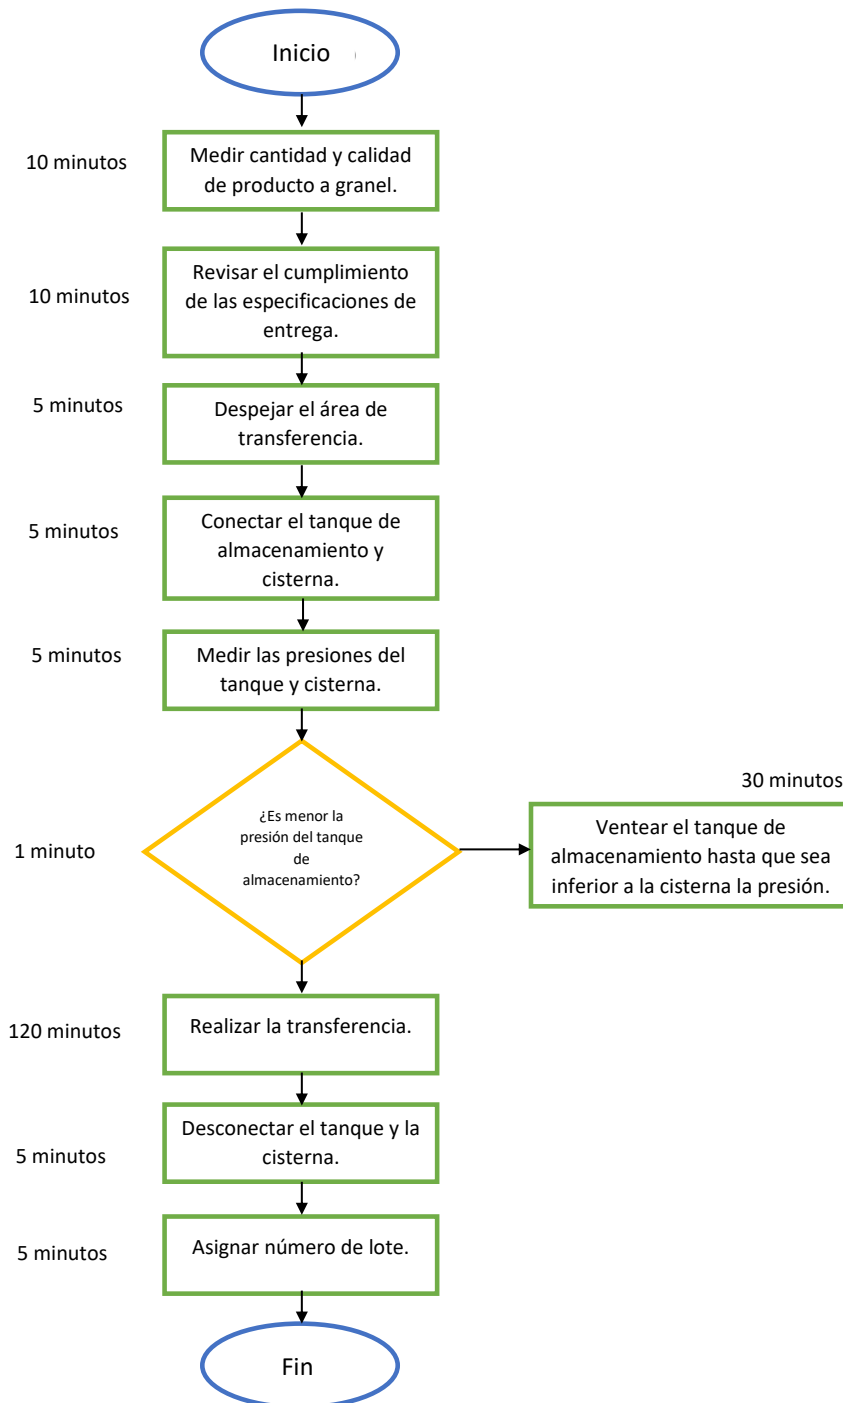 Inicio
10 minutos
Medir cantidad y calidad
de producto a granel.
10 minutos
Revisar el cumplimiento
de las especificaciones de
entrega.
5 minutos
Despejar el área de
transferencia.
5 minutos
Conectar el tanque de
almacenamiento y
cisterna.
5 minutos
Medir las presiones del
tanque y cisterna.
1 minuto
¿Es menor la
presión del tanque
de
almacenamiento?
30 minutos
Ventear el tanque de
almacenamiento hasta que sea
inferior a la cisterna la presión.
120 minutos
Realizar la transferencia.
5 minutos
Desconectar el tanque y la
cisterna.
5 minutos
Asignar número de lote.
Fin